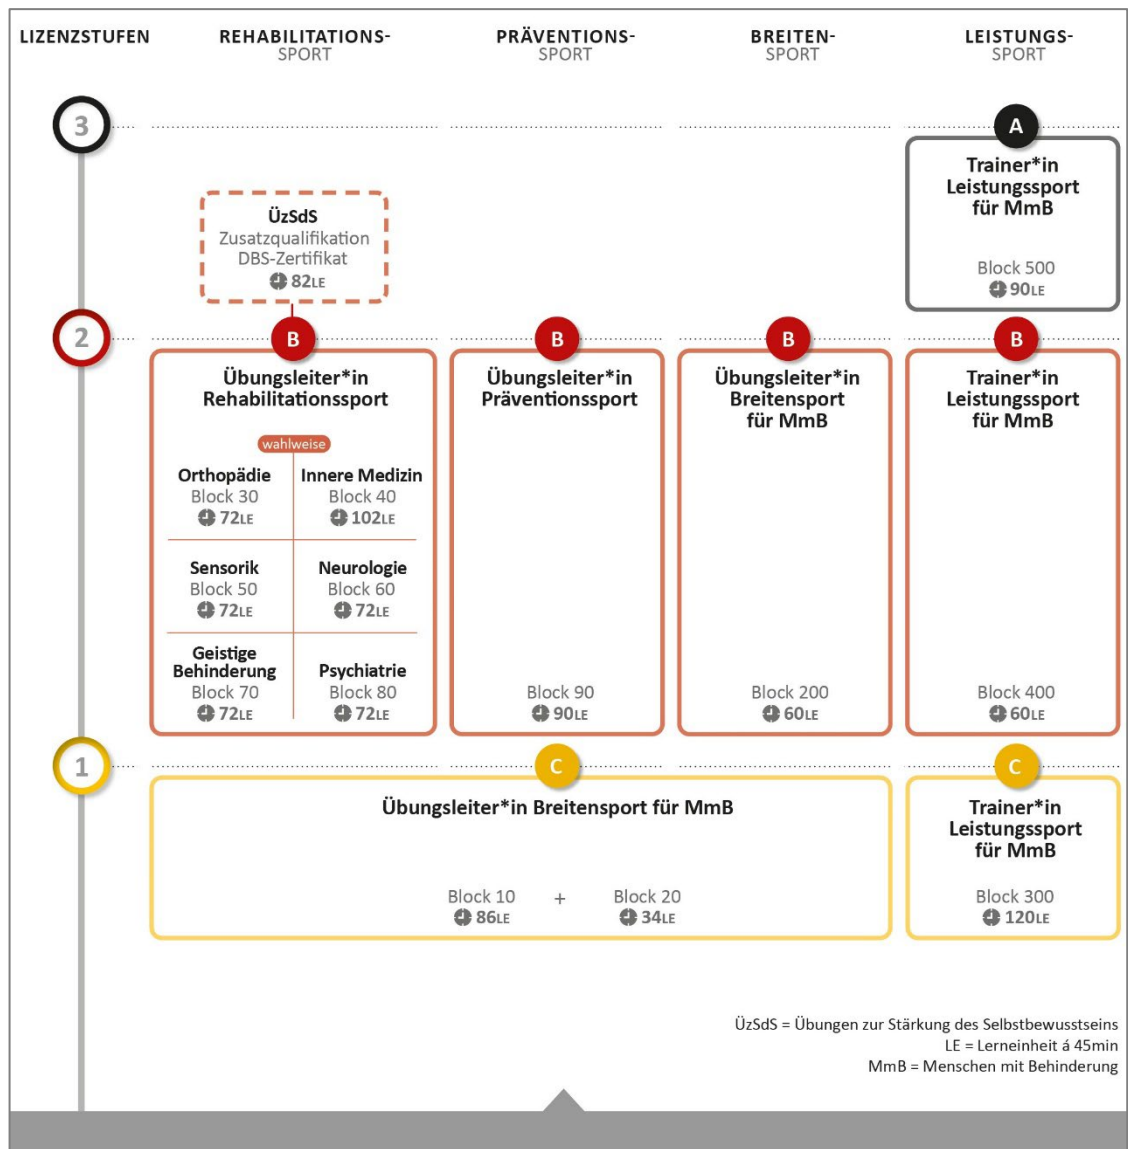 LIZENZSTUFEN
REHABILITATIONS-
SPORT
PRÄVENTIONS-
SPORT
BREITEN-
SPORT
LEISTUNGS-
SPORT
3
A
Trainer*in
Leistungssport
für MmB
Block 500
90LE
ÜzSdS
Zusatzqualifikation
DBS-Zertifikat
82LE
2
B
Übungsleiter*in
Rehabilitationssport
wahlweise
Orthopädie
Block 30
72LE
Innere Medizin
Block 40
102LE
Sensorik
Block 50
72LE
Neurologie
Block 60
72LE
Geistige
Behinderung
Block 70
72LE
Psychiatrie
Block 80
72LE
B
Übungsleiter*in
Präventionssport
Block 90
90LE
B
Übungsleiter*in
Breitensport
für MmB
Block 200
60LE
B
Trainer*in
Leistungssport
für MmB
Block 400
60LE
1
C
Übungsleiter*in Breitensport für MmB
Block 10 + Block 20
86LE 34LE
C
Trainer*in
Leistungssport
für MmB
Block 300
120LE
ÜzSdS = Übungen zur Stärkung des Selbstbewusstseins
LE = Lerneinheit á 45min
MmB = Menschen mit Behinderung